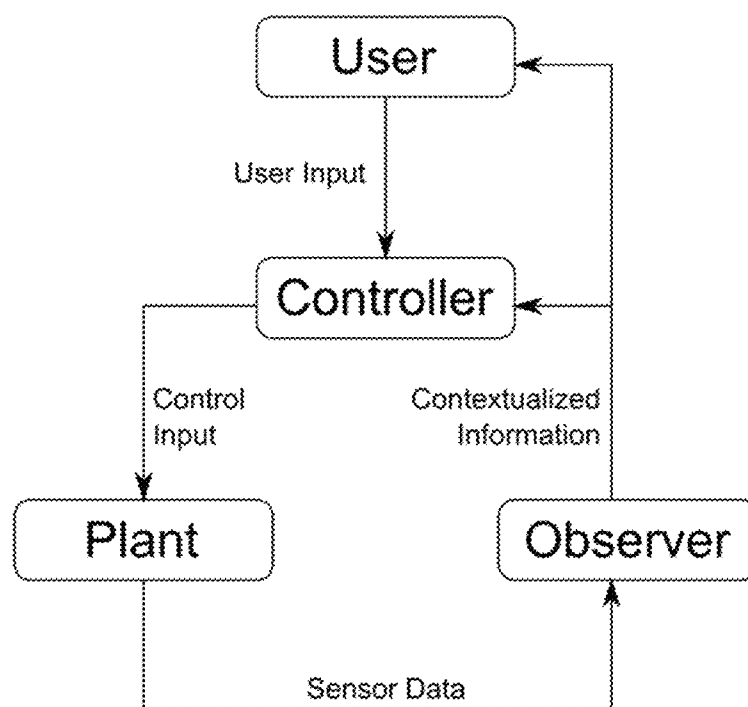 User
User Input
Controller
Control
Input
Contextualized
Information
Plant
Observer
Sensor Data